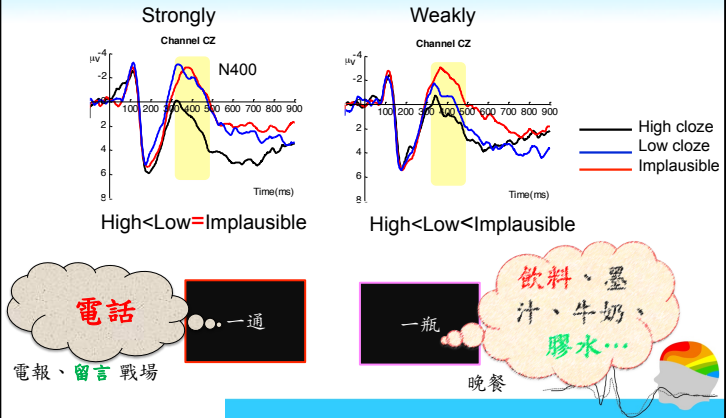 Strongly
Weakly
Channel CZ
Channel CZ
μV
-4
-2
2
4
6
8
100 200 300 400 500 600 700 800 900
N400
Time(ms)
μV
-4
-2
2
4
6
8
100 200 300 400 500 600 700 800 900
Time(ms)
High cloze
Low cloze
Implausible
High<Low=Implausible
High<Low<Implausible
電話
一通
電報、留言 戰場
一瓶
飲料、墨
汁、牛奶、
膠水…
晚餐